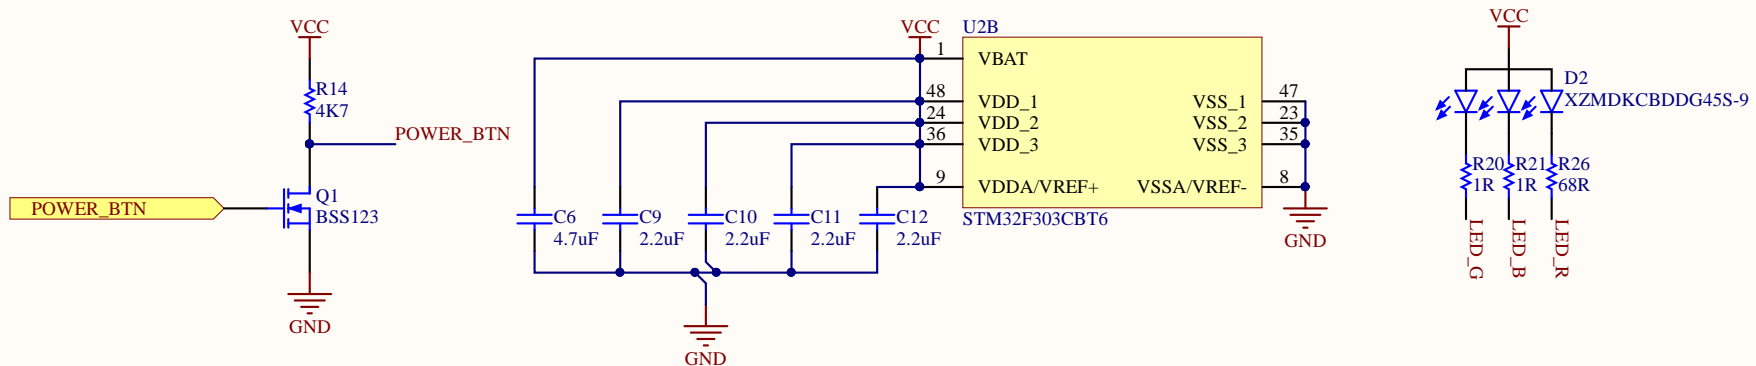 VCC
R14
4K7
POWER_BTN
POWER_BTN
Q1
BSS123
GND
VCC
U2B
1
VBAT
48
VDD_1
24
VDD_2
36
VDD_3
9
VDDA/VREF+
VSS_1
47
VSS_2
23
VSS_3
35
VSSA/VREF-
8
STM32F303CBT6
GND
C6
4.7uF
C9
2.2uF
C10
2.2uF
C11
2.2uF
C12
2.2uF
GND
VCC
D2
XZMDKCBDDG45S-9
R20
1R
R21
1R
R26
68R
LED_G
LED_B
LED_R